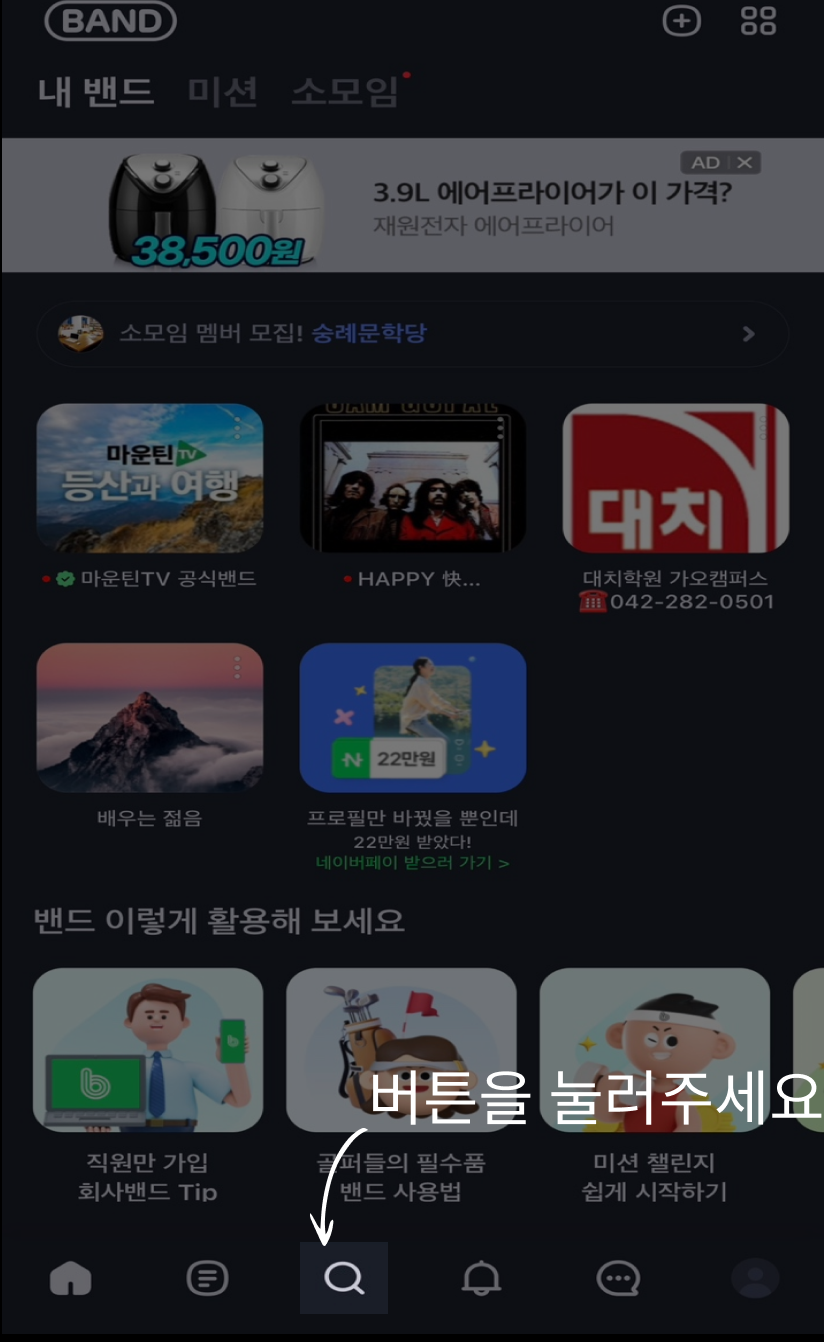 BAND
내 밴드 미션 소모임
AD X
3.9L 에어프라이어가 이 가격?
재원전자 에어프라이어
38,500원
소모임 멤버 모집! 숭례문학당
마운틴TV
등산과 여행
대치
마운틴TV 공식밴드
HAPPY 快...
대치학원 가오캠퍼스
☎042-282-0501
N 22만원
배우는 젊음
프로필만 바꿨을 뿐인데
22만원 받았다!
네이버페이 받으러 가기 >
밴드 이렇게 활용해 보세요
버튼을 눌러주세요
직원만 가입
회사밴드 Tip
골퍼들의 필수품
밴드 사용법
미션 챌린지
쉽게 시작하기